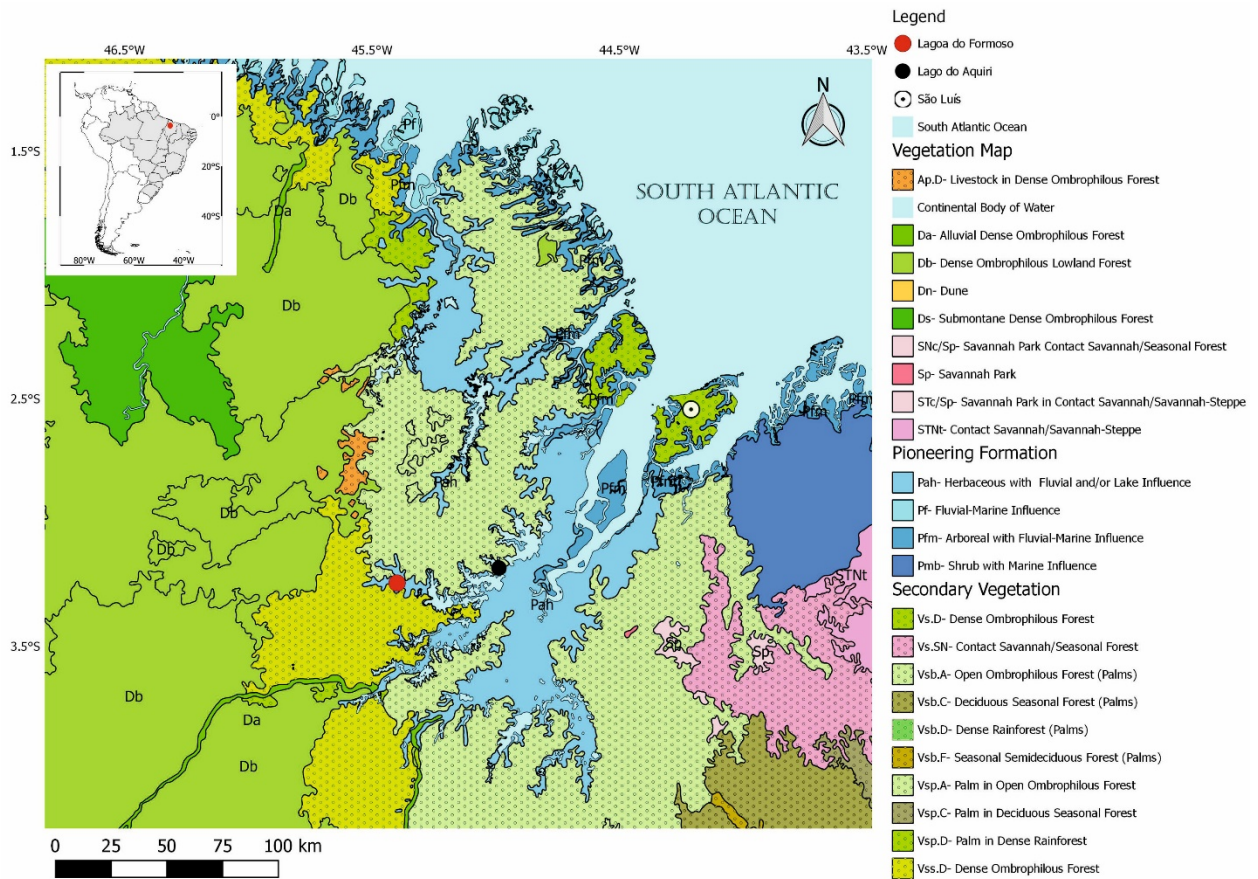 46.5°W
45.5°W
44.5°W
43.5°W
1.5°S
2.5°S
3.5°S
0°
20°S
40°S
80°W
60°W
40°W
N
SOUTH ATLANTIC
OCEAN
Pf
Pfm
Da
Db
Pfm
Db
Pfm
Pfm
Pfm
Pfm
Pah
Db
Db
Pah
STNt
Sp
Db
Da
Db
0 25 50 75 100 km
Legend
Lagoa do Formoso
Lago do Aquiri
São Luís
South Atlantic Ocean
Vegetation Map
Ap.D- Livestock in Dense Ombrophilous Forest
Continental Body of Water
Da- Alluvial Dense Ombrophilous Forest
Db- Dense Ombrophilous Lowland Forest
Dn- Dune
Ds- Submontane Dense Ombrophilous Forest
SNc/Sp- Savannah Park Contact Savannah/Seasonal Forest
Sp- Savannah Park
STc/Sp- Savannah Park in Contact Savannah/Savannah-Steppe
STNt- Contact Savannah/Savannah-Steppe
Pioneering Formation
Pah- Herbaceous with Fluvial and/or Lake Influence
Pf- Fluvial-Marine Influence
Pfm- Arboreal with Fluvial-Marine Influence
Pmb- Shrub with Marine Influence
Secondary Vegetation
Vs.D- Dense Ombrophilous Forest
Vs.SN- Contact Savannah/Seasonal Forest
Vsb.A- Open Ombrophilous Forest (Palms)
Vsb.C- Deciduous Seasonal Forest (Palms)
Vsb.D- Dense Rainforest (Palms)
Vsb.F- Seasonal Semideciduous Forest (Palms)
Vsp.A- Palm in Open Ombrophilous Forest
Vsp.C- Palm in Deciduous Seasonal Forest
Vsp.D- Palm in Dense Rainforest
Vss.D- Dense Ombrophilous Forest